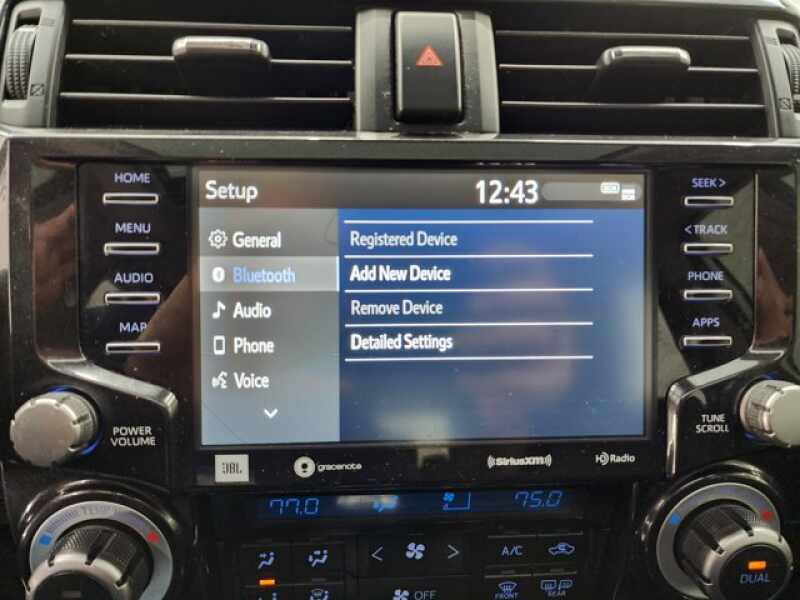 HOME
MENU
AUDIO
MAP
POWER
VOLUME
Setup
12:43
General
Bluetooth
Audio
Phone
Voice
Registered Device
Add New Device
Remove Device
Detailed Settings
SEEK >
< TRACK
PHONE
APPS
TUNE
SCROLL
JBL
gracenote
SiriusXM
HD Radio
77.0
75.0
TEMP
A/C
OFF
FRONT
REAR
DUAL